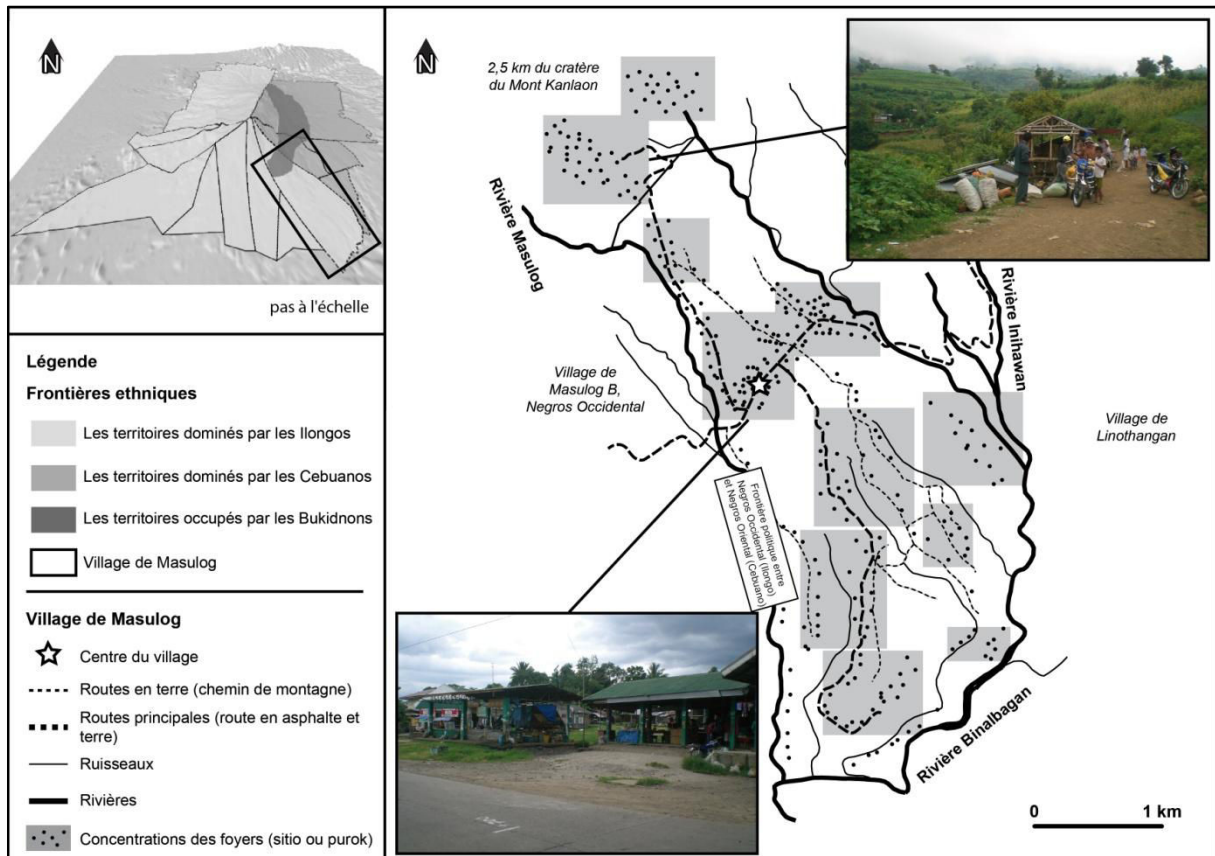 N
pas à l'échelle
Légende
Frontières ethniques
Les territoires dominés par les Ilongos
Les territoires dominés par les Cebuanos
Les territoires occupés par les Bukidnons
Village de Masulog
Village de Masulog
Centre du village
Routes en terre (chemin de montagne)
Routes principales (route en asphalte et
terre)
Ruisseaux
Rivières
Concentrations des foyers (sitio ou purok)
N
2,5 km du cratère
du Mont Kanlaon
Rivière Masulog
Rivière Inihawan
Village de
Masulog B,
Negros Occidental
Village de
Linothangan
Frontière politique entre
Negros Occidental (Ilongo)
et Negros Oriental (Cebuano)
Rivière Binalbagan
0 1 km